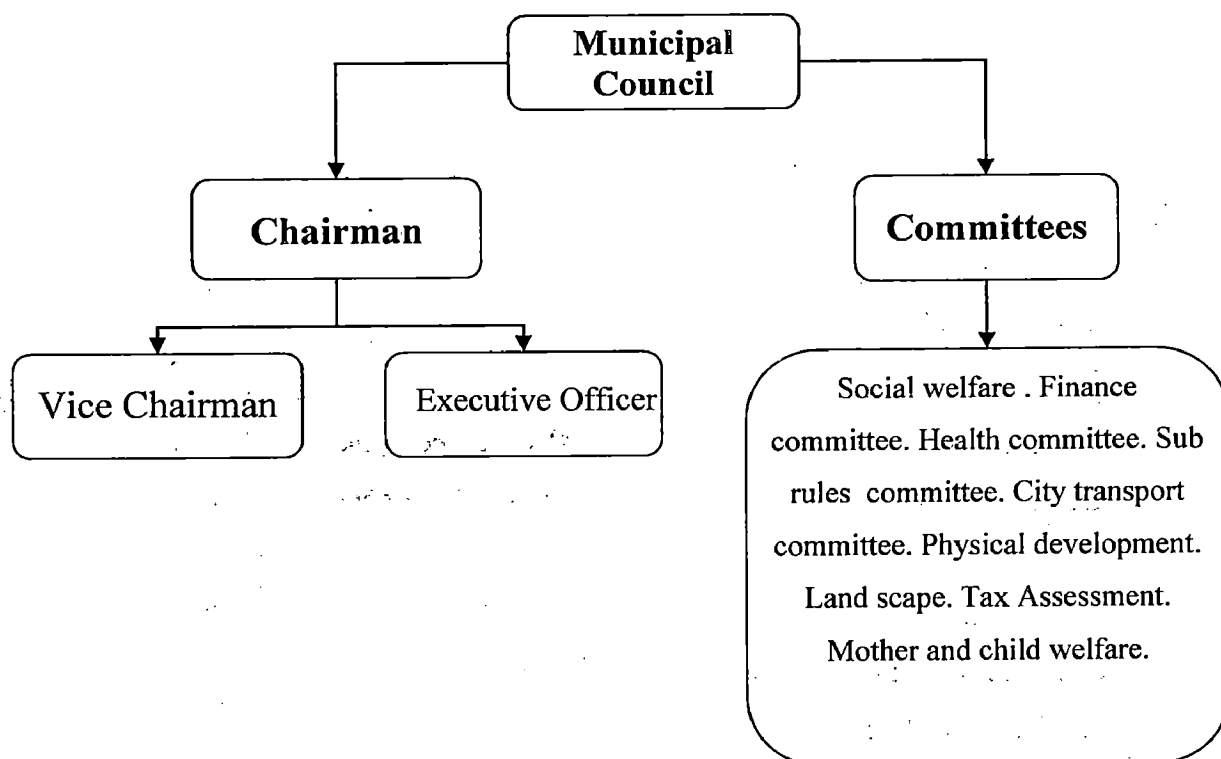 Municipal
Council
Chairman
Committees
Vice Chairman
Executive Officer
Social welfare . Finance
committee. Health committee. Sub
rules committee. City transport
committee. Physical development.
Land scape. Tax Assessment.
Mother and child welfare.